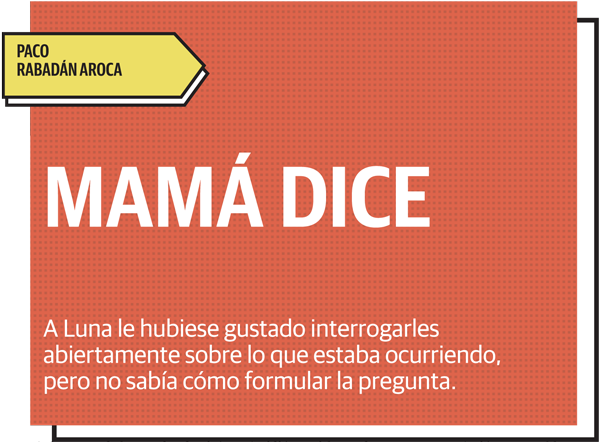 PACO
RABADÁN AROCA
MAMÁ DICE
A Luna le hubiese gustado interrogarles
abiertamente sobre lo que estaba ocurriendo,
pero no sabía cómo formular la pregunta.